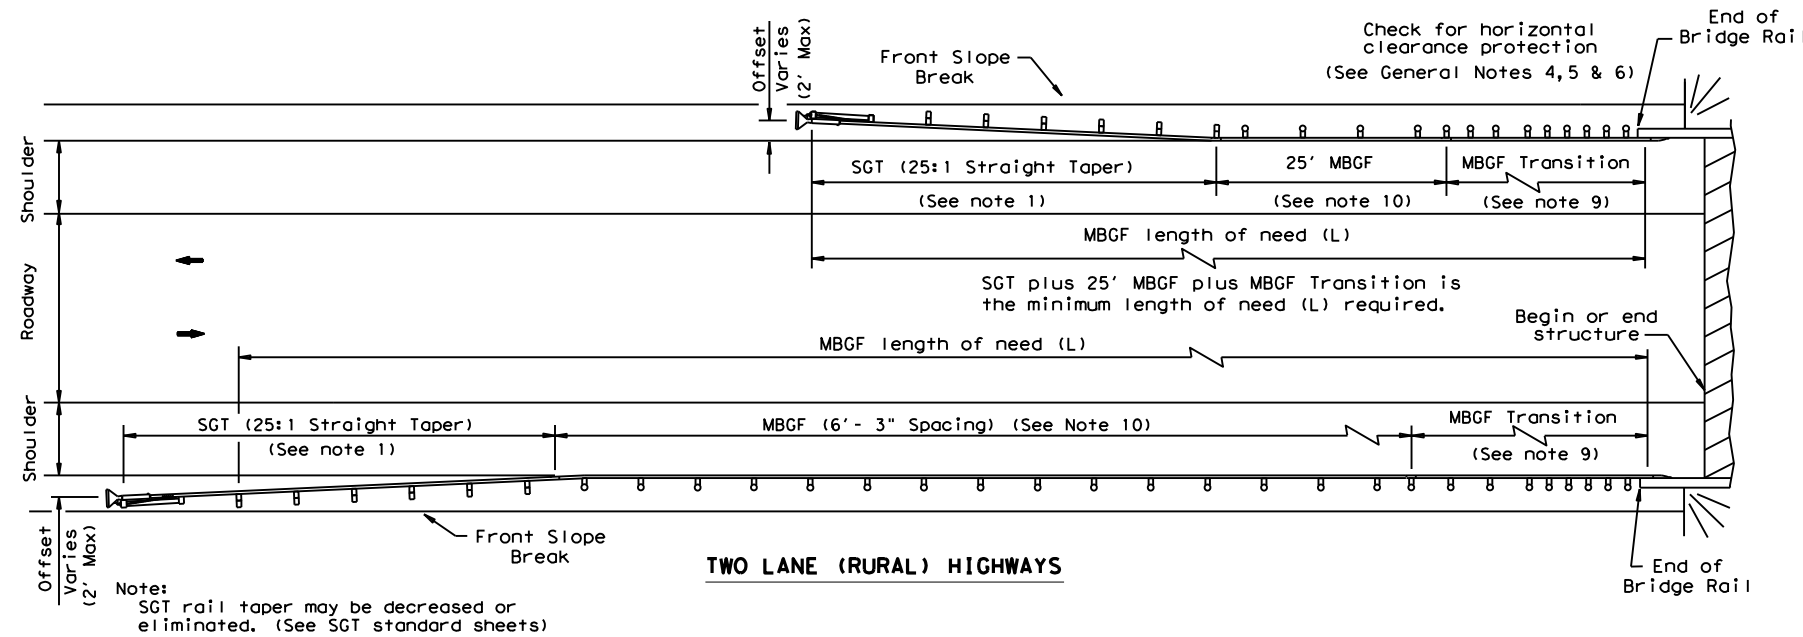 Offset
Varies
(2' Max)
Front Slope
Break
Check for horizontal
clearance protection
(See General Notes 4,5 & 6)
End of
Bridge Rail
Shoulder
SGT (25:1 Straight Taper)
(See note 1)
25' MBGF
(See note 10)
MBGF Transition
(See note 9)
MBGF length of need (L)
SGT plus 25' MBGF plus MBGF Transition is
the minimum length of need (L) required.
Roadway
Begin or end
structure
MBGF length of need (L)
Shoulder
SGT (25:1 Straight Taper)
(See note 1)
MBGF (6'- 3" Spacing) (See Note 10)
MBGF Transition
(See note 9)
Offset
Varies
(2' Max)
Front Slope
Break
TWO LANE (RURAL) HIGHWAYS
End of
Bridge Rail
Note:
SGT rail taper may be decreased or
eliminated. (See SGT standard sheets)